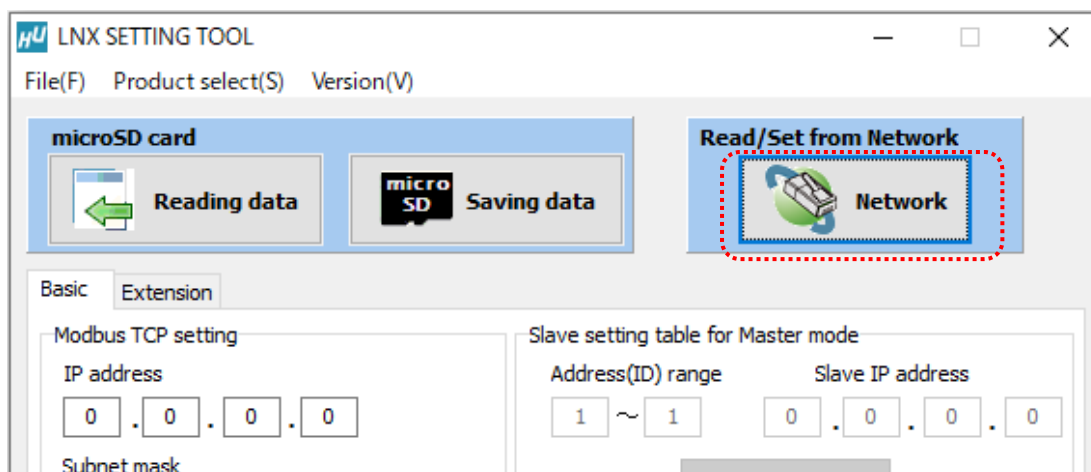 HU LNX SETTING TOOL
File(F) Product select(S) Version(V)
microSD card
Reading data
micro
SD
Saving data
Read/Set from Network
Network
Basic Extension
Modbus TCP setting
IP address
0 . 0 . 0 . 0
Subnet mask
Slave setting table for Master mode
Address(ID) range Slave IP address
1 ～ 1 0 . 0 . 0 . 0